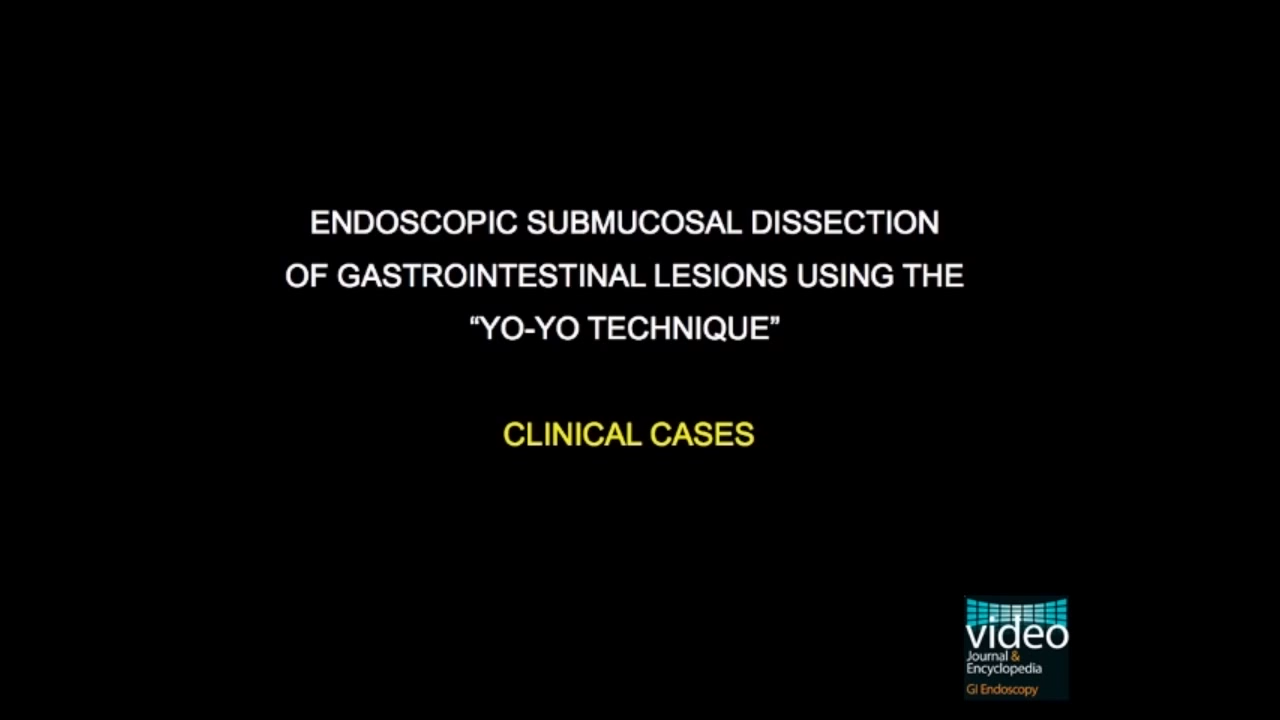 ENDOSCOPIC SUBMUCOSAL DISSECTION
OF GASTROINTESTINAL LESIONS USING THE
“YO-YO TECHNIQUE”
CLINICAL CASES
video
Journal &
Encyclopedia
GI Endoscopy